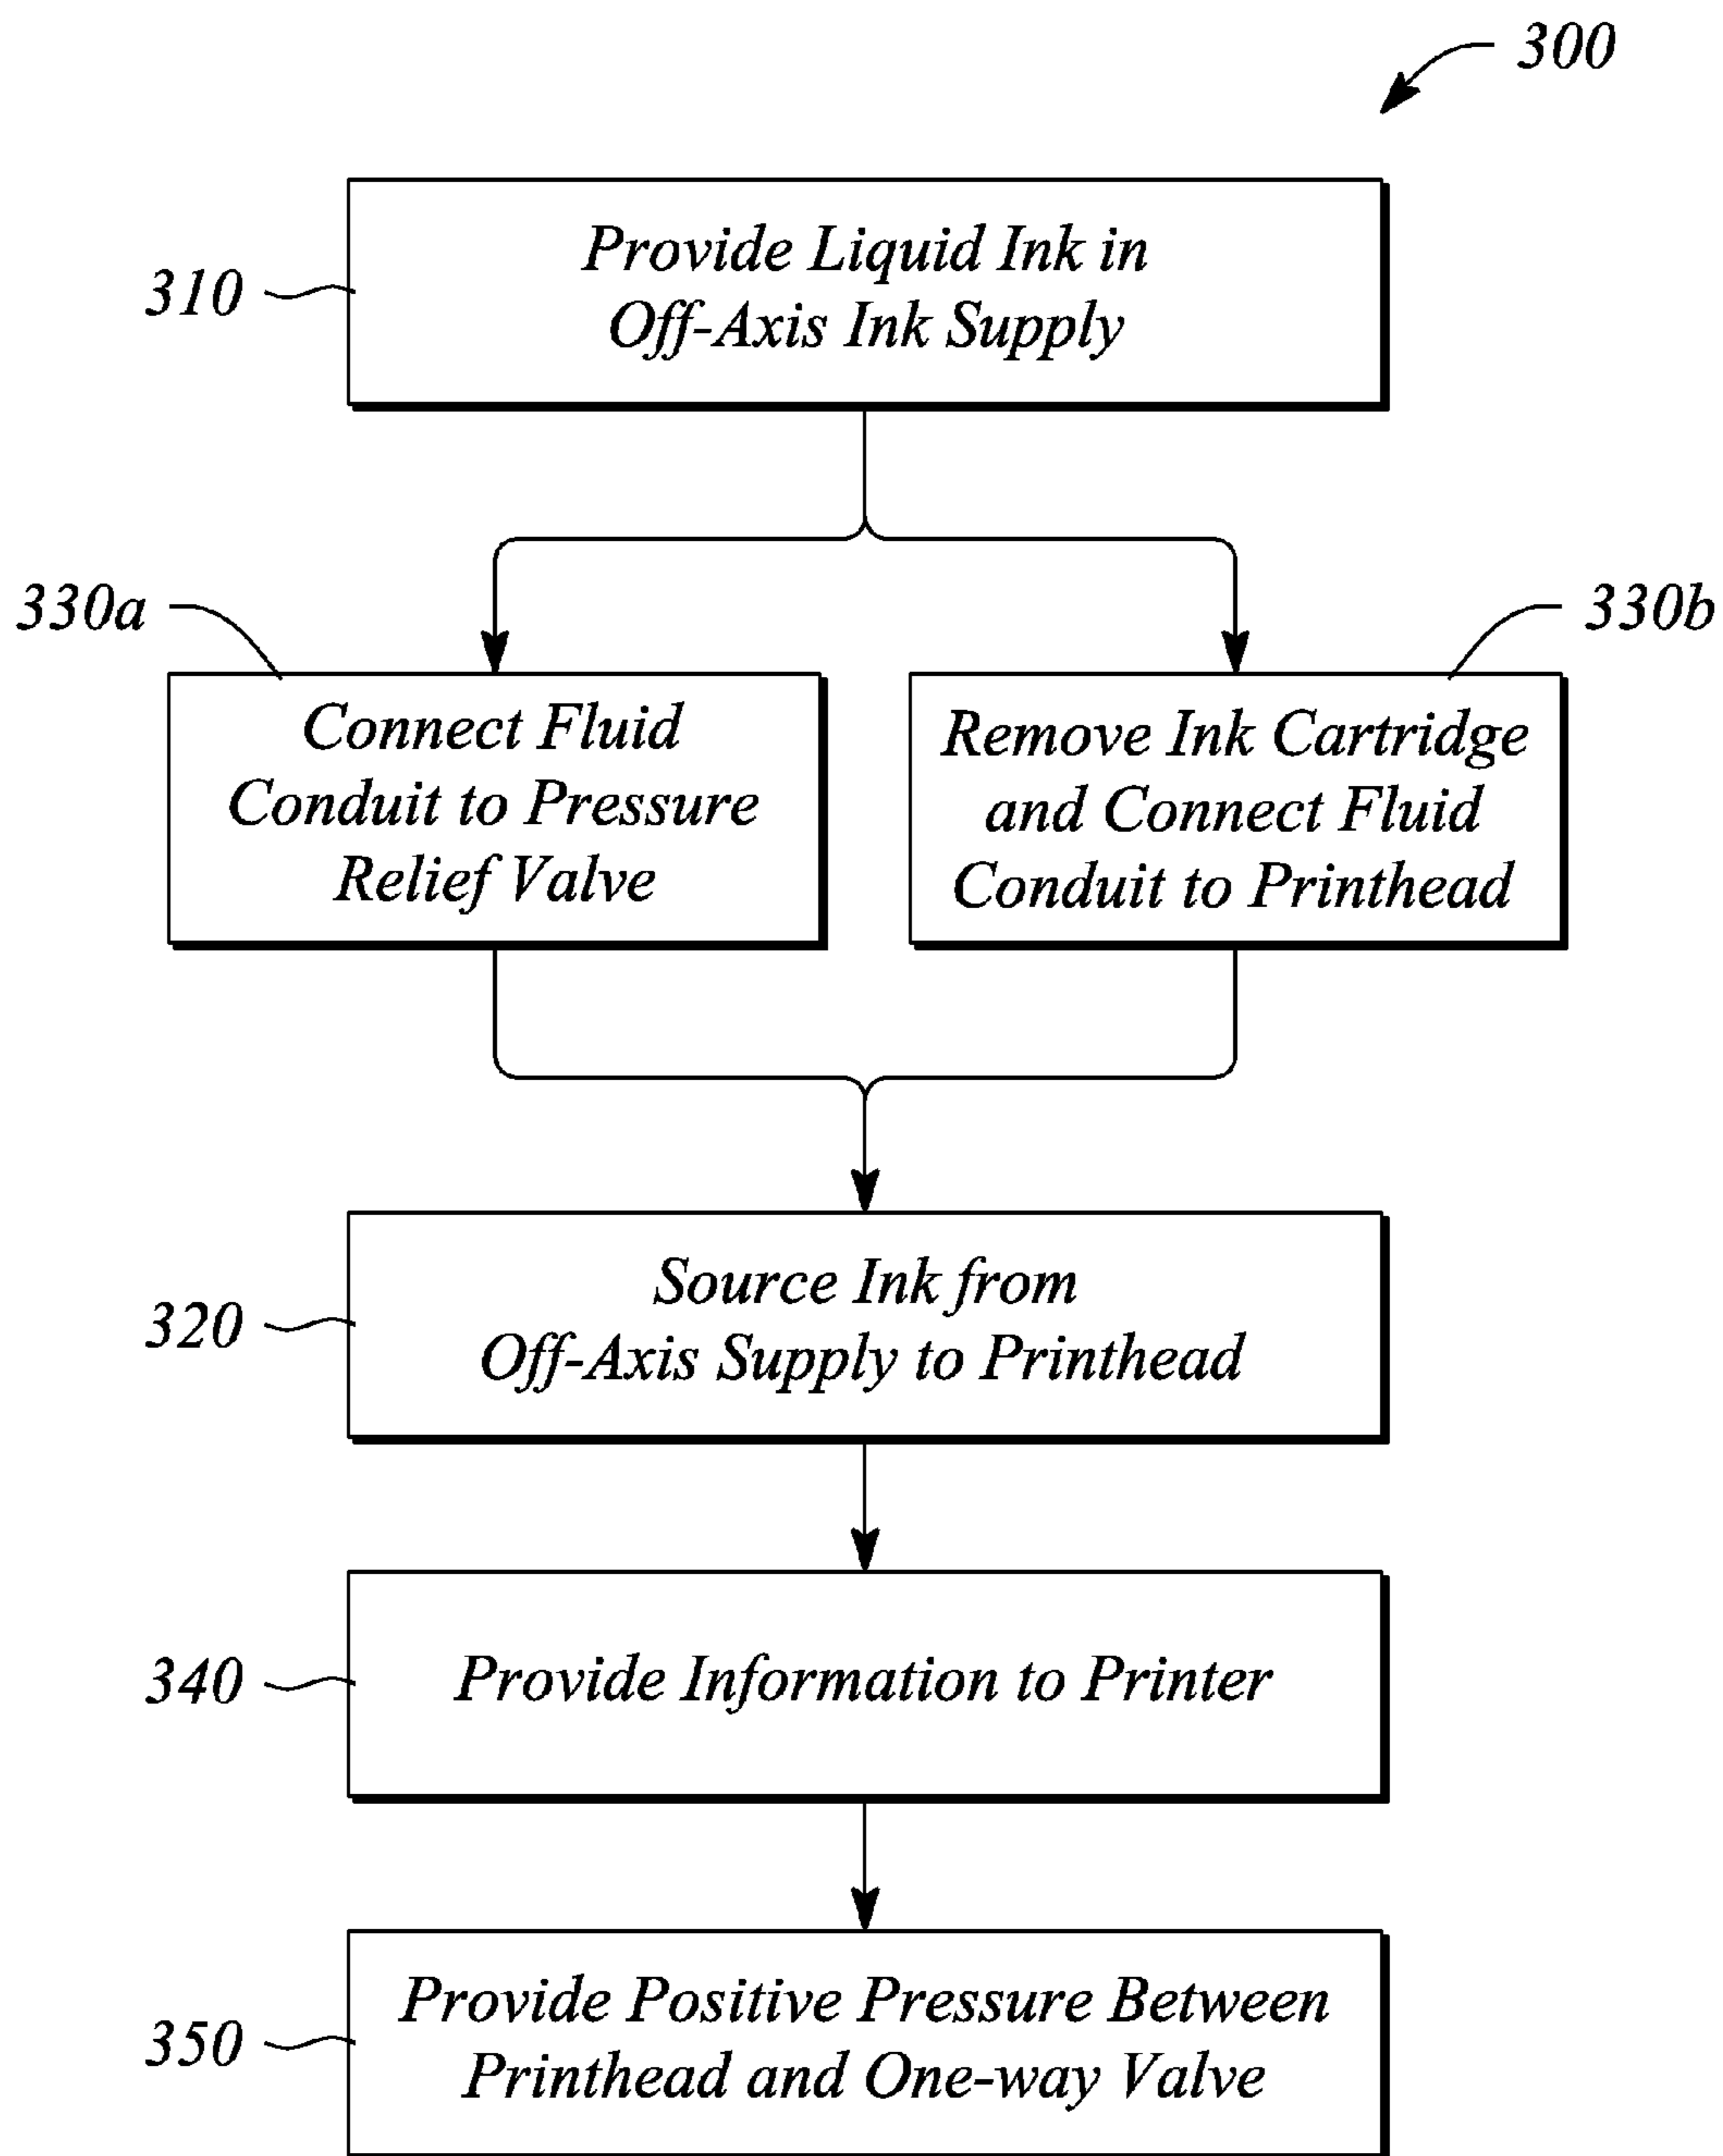 300
310
Provide Liquid Ink in
Off-Axis Ink Supply
330a
330b
Connect Fluid
Conduit to Pressure
Relief Valve
Remove Ink Cartridge
and Connect Fluid
Conduit to Printhead
320
Source Ink from
Off-Axis Supply to Printhead
340
Provide Information to Printer
350
Provide Positive Pressure Between
Printhead and One-way Valve